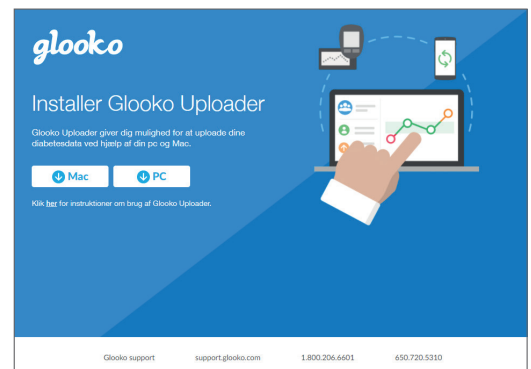 glooko
Installer Glooko Uploader
Glooko Uploader giver dig mulighed for at uploade dine
diabetesdata ved hjælp af din pc og Mac.
Mac PC
Klik her for instruktioner om brug af Glooko Uploader.
Glooko support support.glooko.com 1.800.206.6601 650.720.5310